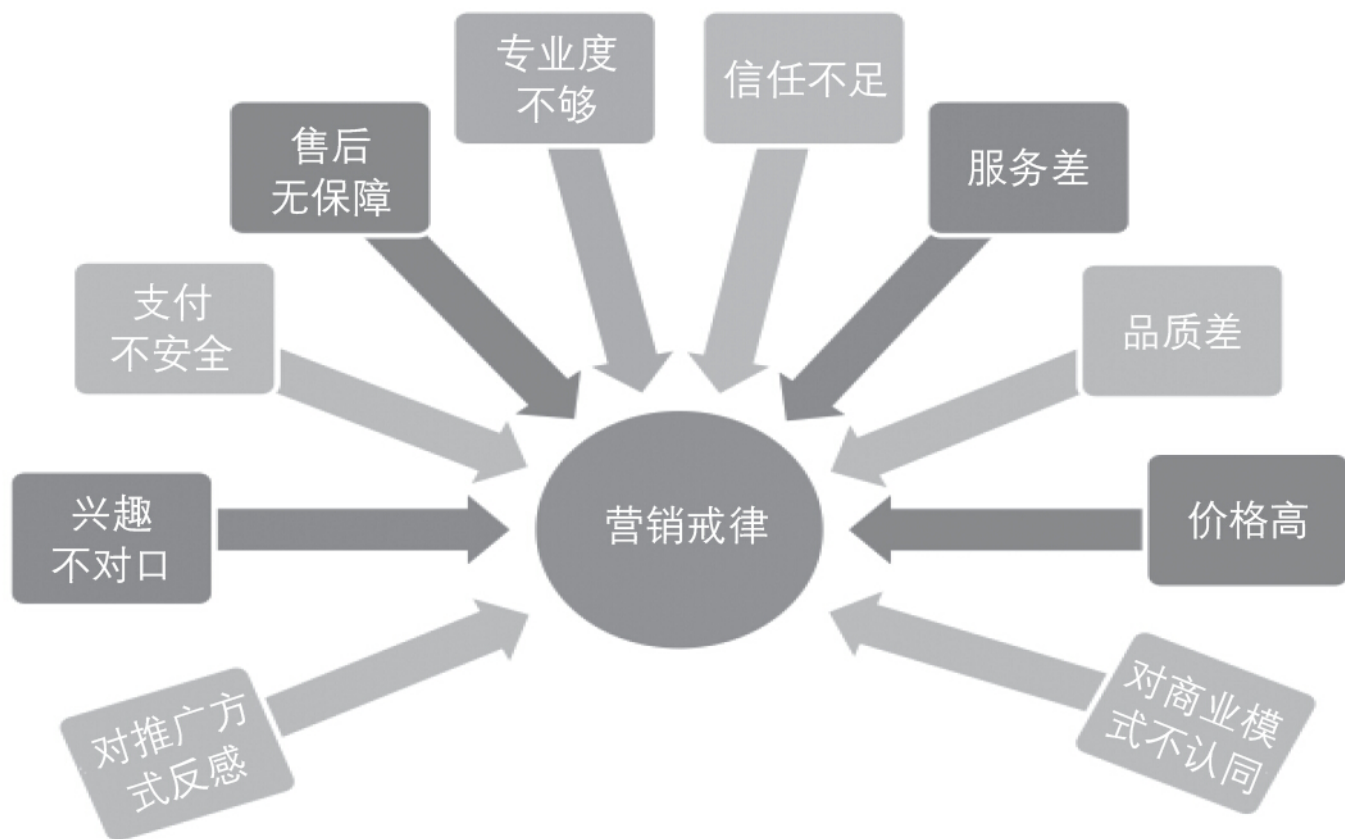 专业度
不够
信任不足
售后
无保障
服务差
支付
不安全
品质差
兴趣
不对口
营销戒律
价格高
对推广方
式反感
对商业模
式不认同